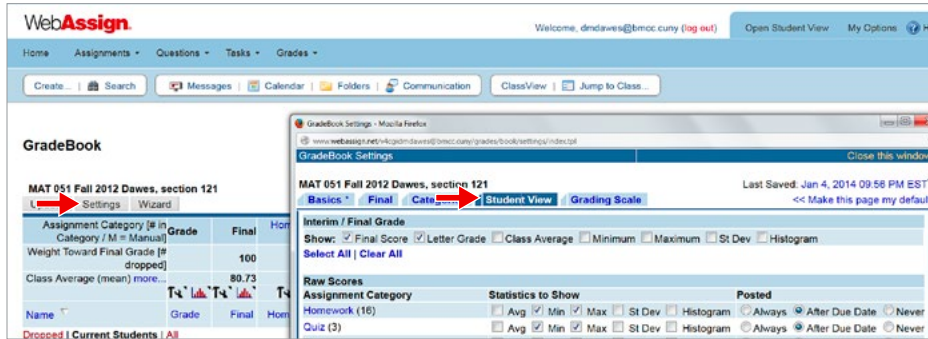 WebAssign.
Welcome, dmdawes@bmcc.cuny (log out)
Open Student View My Options
Home Assignments Questions Tasks Grades
Create... | Search
Messages | Calendar | Folders | Communication
ClassView | Jump to Class...
GradeBook
MAT 051 Fall 2012 Dawes, section 121
Settings Wizard
Assignment Category [# in Category / M = Manual]
Grade Final
Weight Toward Final Grade [# dropped]
100
Class Average (mean) more...
80.73
Name Grade Final
Dropped | Current Students | All
GradeBook Settings - Mozilla Firefox
GradeBook Settings Close this window
MAT 051 Fall 2012 Dawes, section 121 Last Saved: Jan 4, 2014 09:56 PM EST
Basics * Final Student View Grading Scale << Make this page my defaul
Interim / Final Grade
Show: Final Score Letter Grade Class Average Minimum Maximum St Dev Histogram
Select All | Clear All
Raw Scores
Assignment Category Statistics to Show Posted
Homework (16) Avg Min Max St Dev Histogram Always After Due Date Never
Quiz (3) Avg Min Max St Dev Histogram Always After Due Date Never